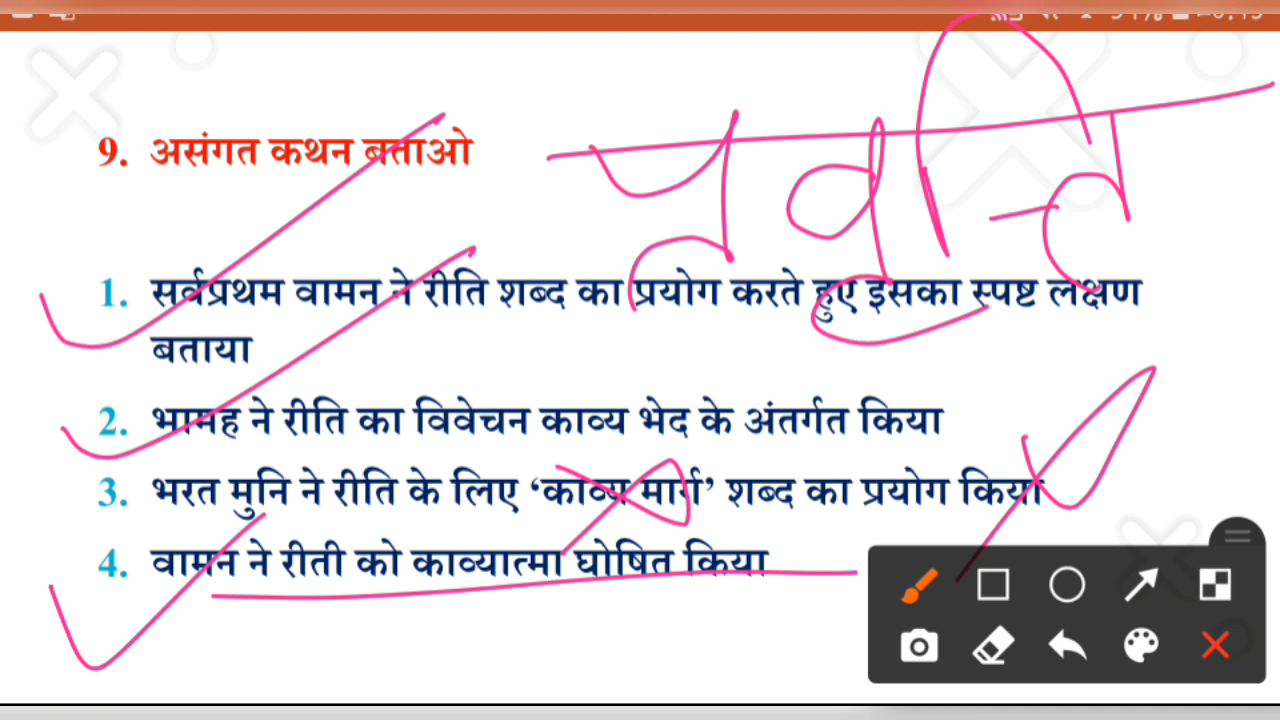 9. असंगत कथन बताओ
1. सर्वप्रथम वामन ने रीति शब्द का प्रयोग करते हुए इसका स्पष्ट लक्षण
बताया
2. भामह ने रीति का विवेचन काव्य भेद के अंतर्गत किया
3. भरत मुनि ने रीति के लिए ‘काव्य मार्ग’ शब्द का प्रयोग किया
4. वामन ने रीती को काव्यात्मा घोषित किया